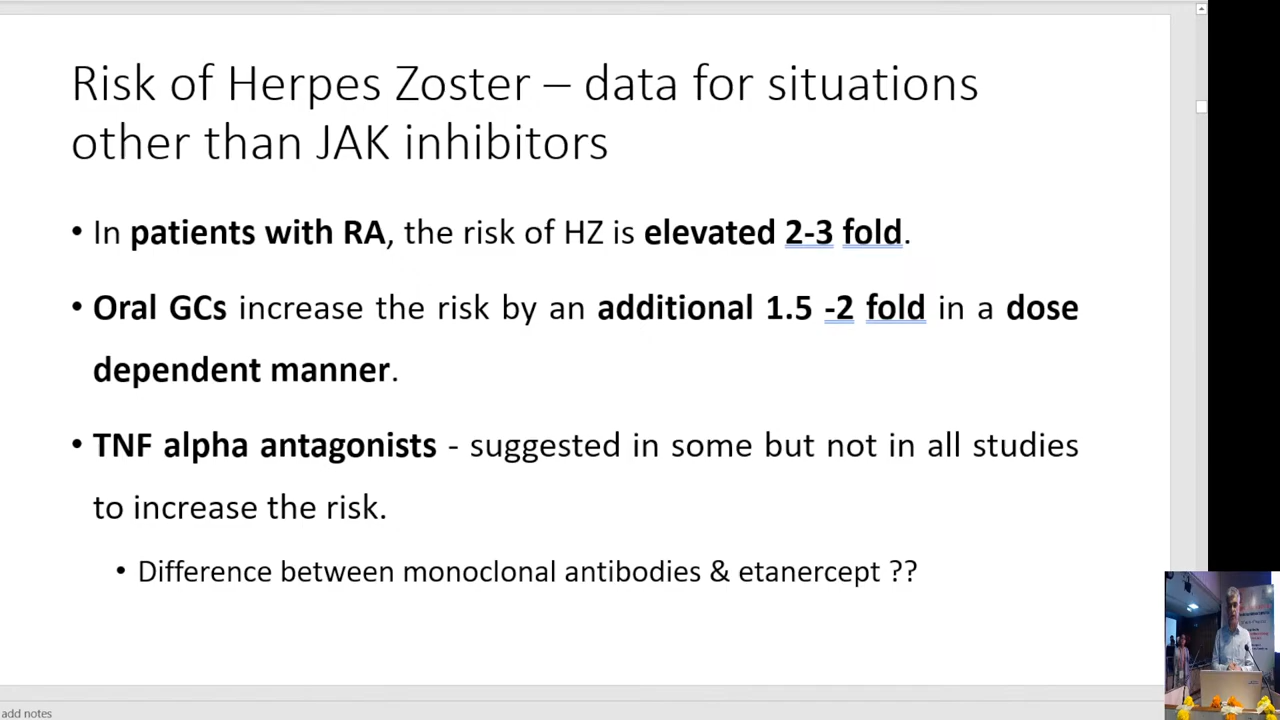 Risk of Herpes Zoster – data for situations
other than JAK inhibitors
• In patients with RA, the risk of HZ is elevated 2-3 fold.
• Oral GCs increase the risk by an additional 1.5 -2 fold in a dose
dependent manner.
• TNF alpha antagonists - suggested in some but not in all studies
to increase the risk.
• Difference between monoclonal antibodies & etanercept ??
add notes